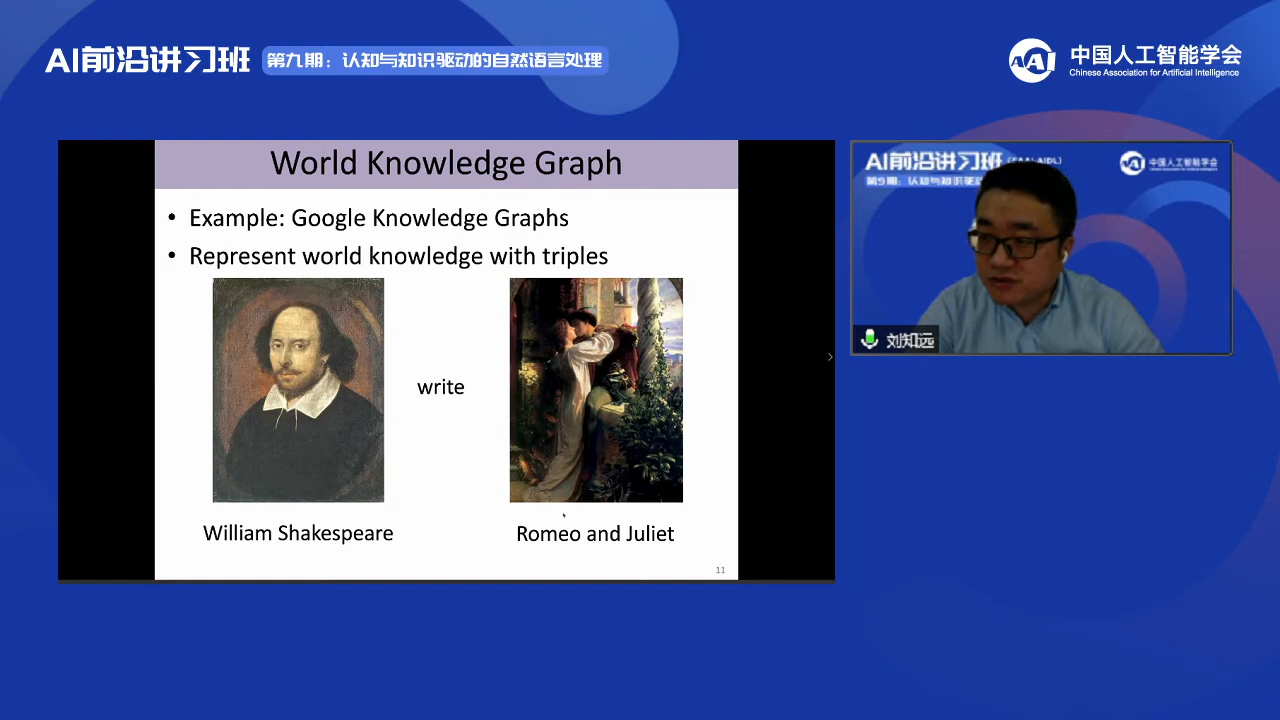 AI前沿讲习班
第九期：认知与知识驱动的自然语言处理
CAAI
中国人工智能学会
Chinese Association for Artificial Intelligence
World Knowledge Graph
• Example: Google Knowledge Graphs
• Represent world knowledge with triples
write
William Shakespeare
Romeo and Juliet
11
AI前沿讲习班
中国人工智能学会
刘知远